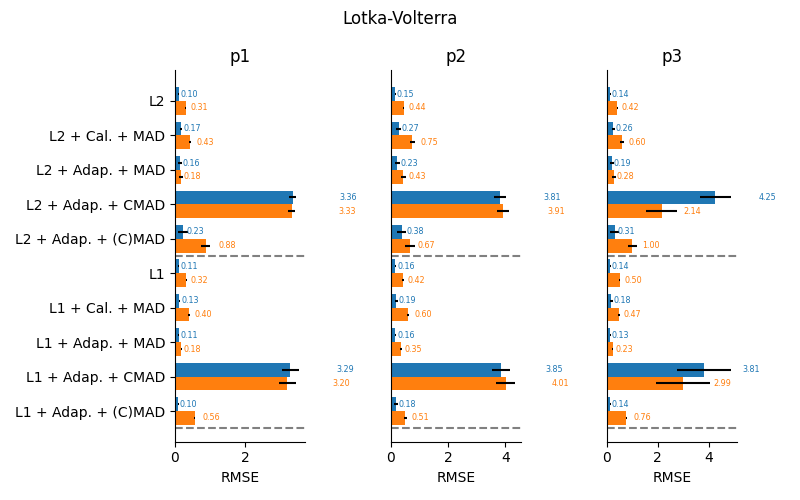 Lotka-Volterra
p1 p2 p3
L2 0.10 0.15 0.14
0.31 0.44 0.42
L2 + Cal. + MAD 0.17 0.27 0.26
0.43 0.75 0.60
L2 + Adap. + MAD 0.16 0.23 0.19
0.18 0.43 0.28
L2 + Adap. + CMAD 3.36 3.81 4.25
3.33 3.91 2.14
L2 + Adap. + (C)MAD 0.23 0.38 0.31
0.88 0.67 1.00
L1 0.11 0.16 0.14
0.32 0.42 0.50
L1 + Cal. + MAD 0.13 0.19 0.18
0.40 0.60 0.47
L1 + Adap. + MAD 0.11 0.16 0.13
0.18 0.35 0.23
L1 + Adap. + CMAD 3.29 3.85 3.81
3.20 4.01 2.99
L1 + Adap. + (C)MAD 0.10 0.18 0.14
0.56 0.51 0.76
0 2 0 2 4 0 2 4
RMSE RMSE RMSE